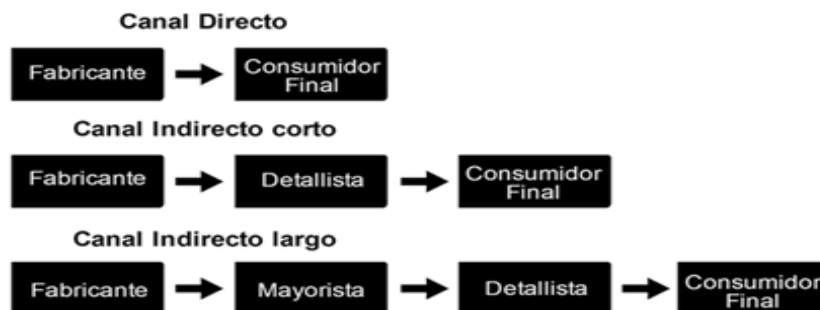 Canal Directo
Fabricante
Consumidor
Final
Canal Indirecto corto
Fabricante
Detallista
Consumidor
Final
Canal Indirecto largo
Fabricante
Mayorista
Detallista
Consumidor
Final